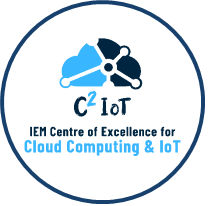 C² IoT
IEM Centre of Excellence for
Cloud Computing & IoT